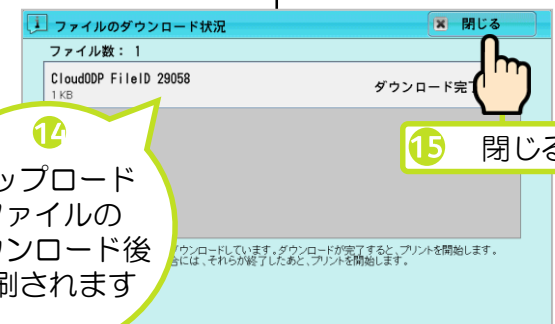 ファイルのダウンロード状況
閉じる
ファイル数： 1
CloudODP FileID 29058
1 KB
ダウンロード完
14
ップロード
ファイルの
ンロード後
刷されます
15 閉じる
ウンロードしています。ダウンロードが完了すると、プリントを開始します。
合には、それらが終了したあと、プリントを開始します。